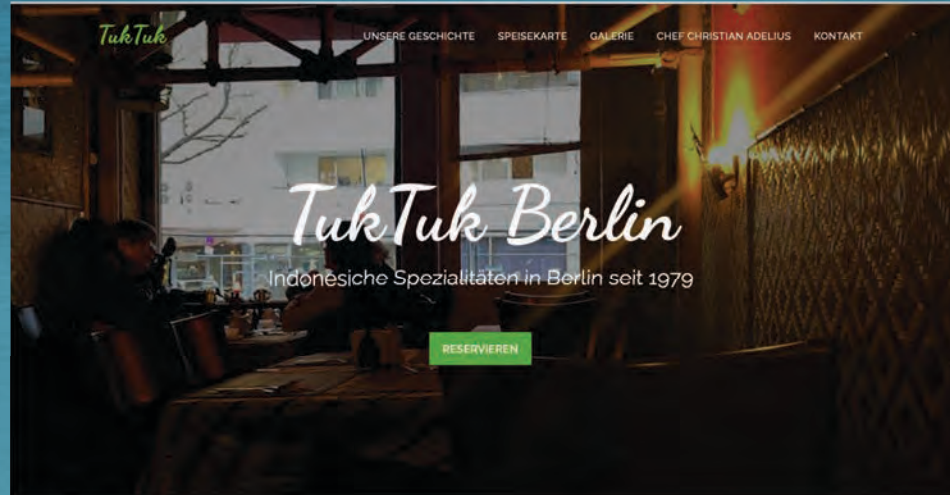 TukTuk
UNSERE GESCHICHTE SPEISEKARTE GALERIE CHEF CHRISTIAN ADELIUS KONTAKT
TukTuk Berlin
Indonesiche Spezialitäten in Berlin seit 1979
RESERVIEREN